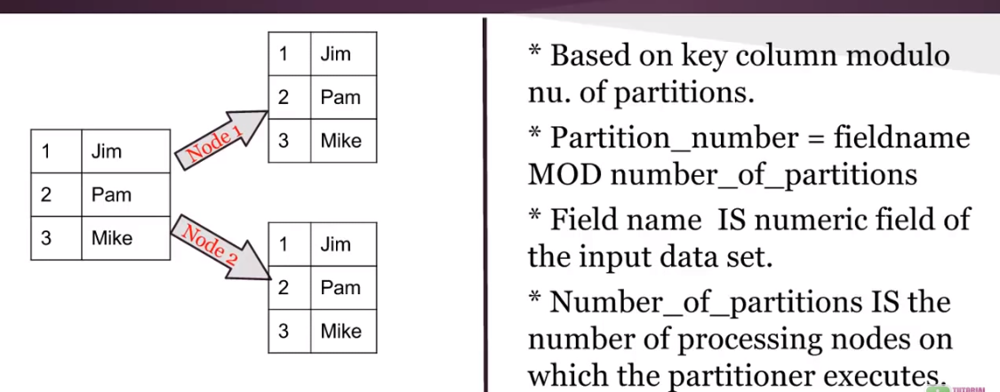 1 Jim
2 Pam
3 Mike
Node 1
Node 2
1 Jim
2 Pam
3 Mike
1 Jim
2 Pam
3 Mike
* Based on key column modulo
nu. of partitions.
* Partition_number = fieldname
MOD number_of_partitions
* Field name IS numeric field of
the input data set.
* Number_of_partitions IS the
number of processing nodes on
which the partitioner executes.
TUTORIAL